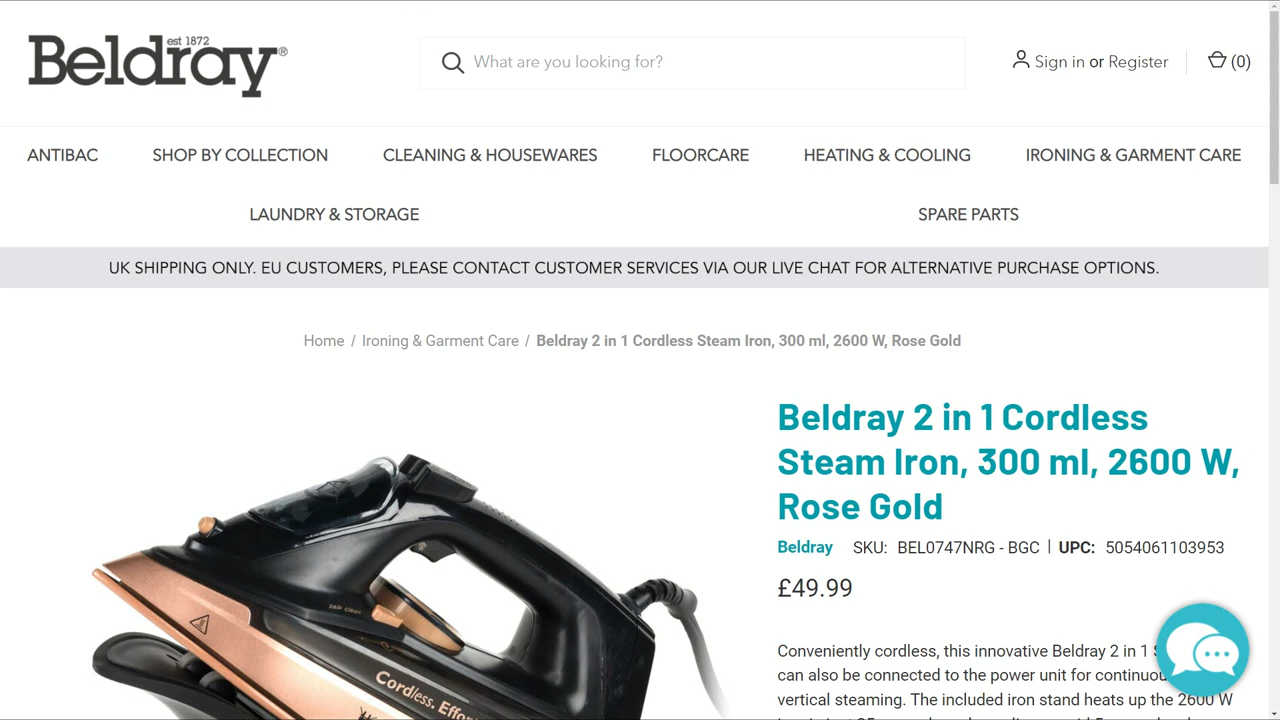 Beldray®
est 1872
What are you looking for?
Sign in or Register
(0)
ANTIBAC
SHOP BY COLLECTION
CLEANING & HOUSEWARES
FLOORCARE
HEATING & COOLING
IRONING & GARMENT CARE
LAUNDRY & STORAGE
SPARE PARTS
UK SHIPPING ONLY. EU CUSTOMERS, PLEASE CONTACT CUSTOMER SERVICES VIA OUR LIVE CHAT FOR ALTERNATIVE PURCHASE OPTIONS.
Home / Ironing & Garment Care / Beldray 2 in 1 Cordless Steam Iron, 300 ml, 2600 W, Rose Gold
Beldray 2 in 1 Cordless
Steam Iron, 300 ml, 2600 W,
Rose Gold
Beldray SKU: BEL0747NRG - BGC | UPC: 5054061103953
£49.99
Conveniently cordless, this innovative Beldray 2 in 1
can also be connected to the power unit for
vertical steaming. The included iron stand heats up the 2600 W
calc clean
Cordless.